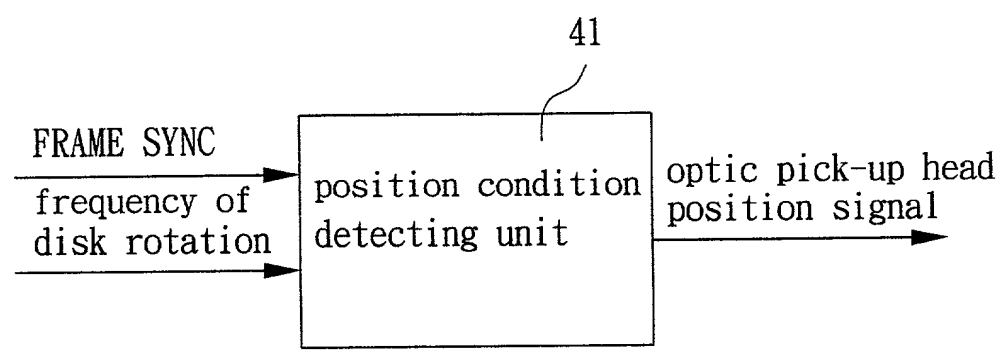 41
FRAME SYNC
frequency of
disk rotation
position condition
detecting unit
optic pick-up head
position signal